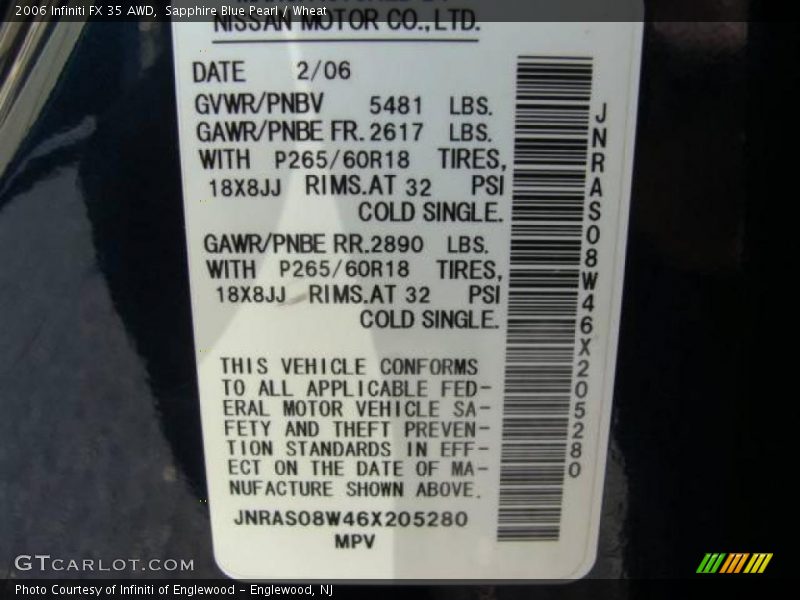 2006 Infiniti FX 35 AWD, Sapphire Blue Pearl / Wheat
NISSAN MOTOR CO., LTD.
DATE 2/06
GVWR/PNBV 5481 LBS.
GAWR/PNBE FR. 2617 LBS.
WITH P265/60R18 TIRES,
18X8JJ RIMS. AT 32 PSI
COLD SINGLE.
GAWR/PNBE RR. 2890 LBS.
WITH P265/60R18 TIRES,
18X8JJ RIMS. AT 32 PSI
COLD SINGLE.
THIS VEHICLE CONFORMS
TO ALL APPLICABLE FED-
ERAL MOTOR VEHICLE SA-
FETY AND THEFT PREVEN-
TION STANDARDS IN EFF-
ECT ON THE DATE OF MA-
NUFACTURE SHOWN ABOVE.
JNRAS08W46X205280
MPV
JNRAS08W46X205280
GTCARLOT.COM
Photo Courtesy of Infiniti of Englewood - Englewood, NJ